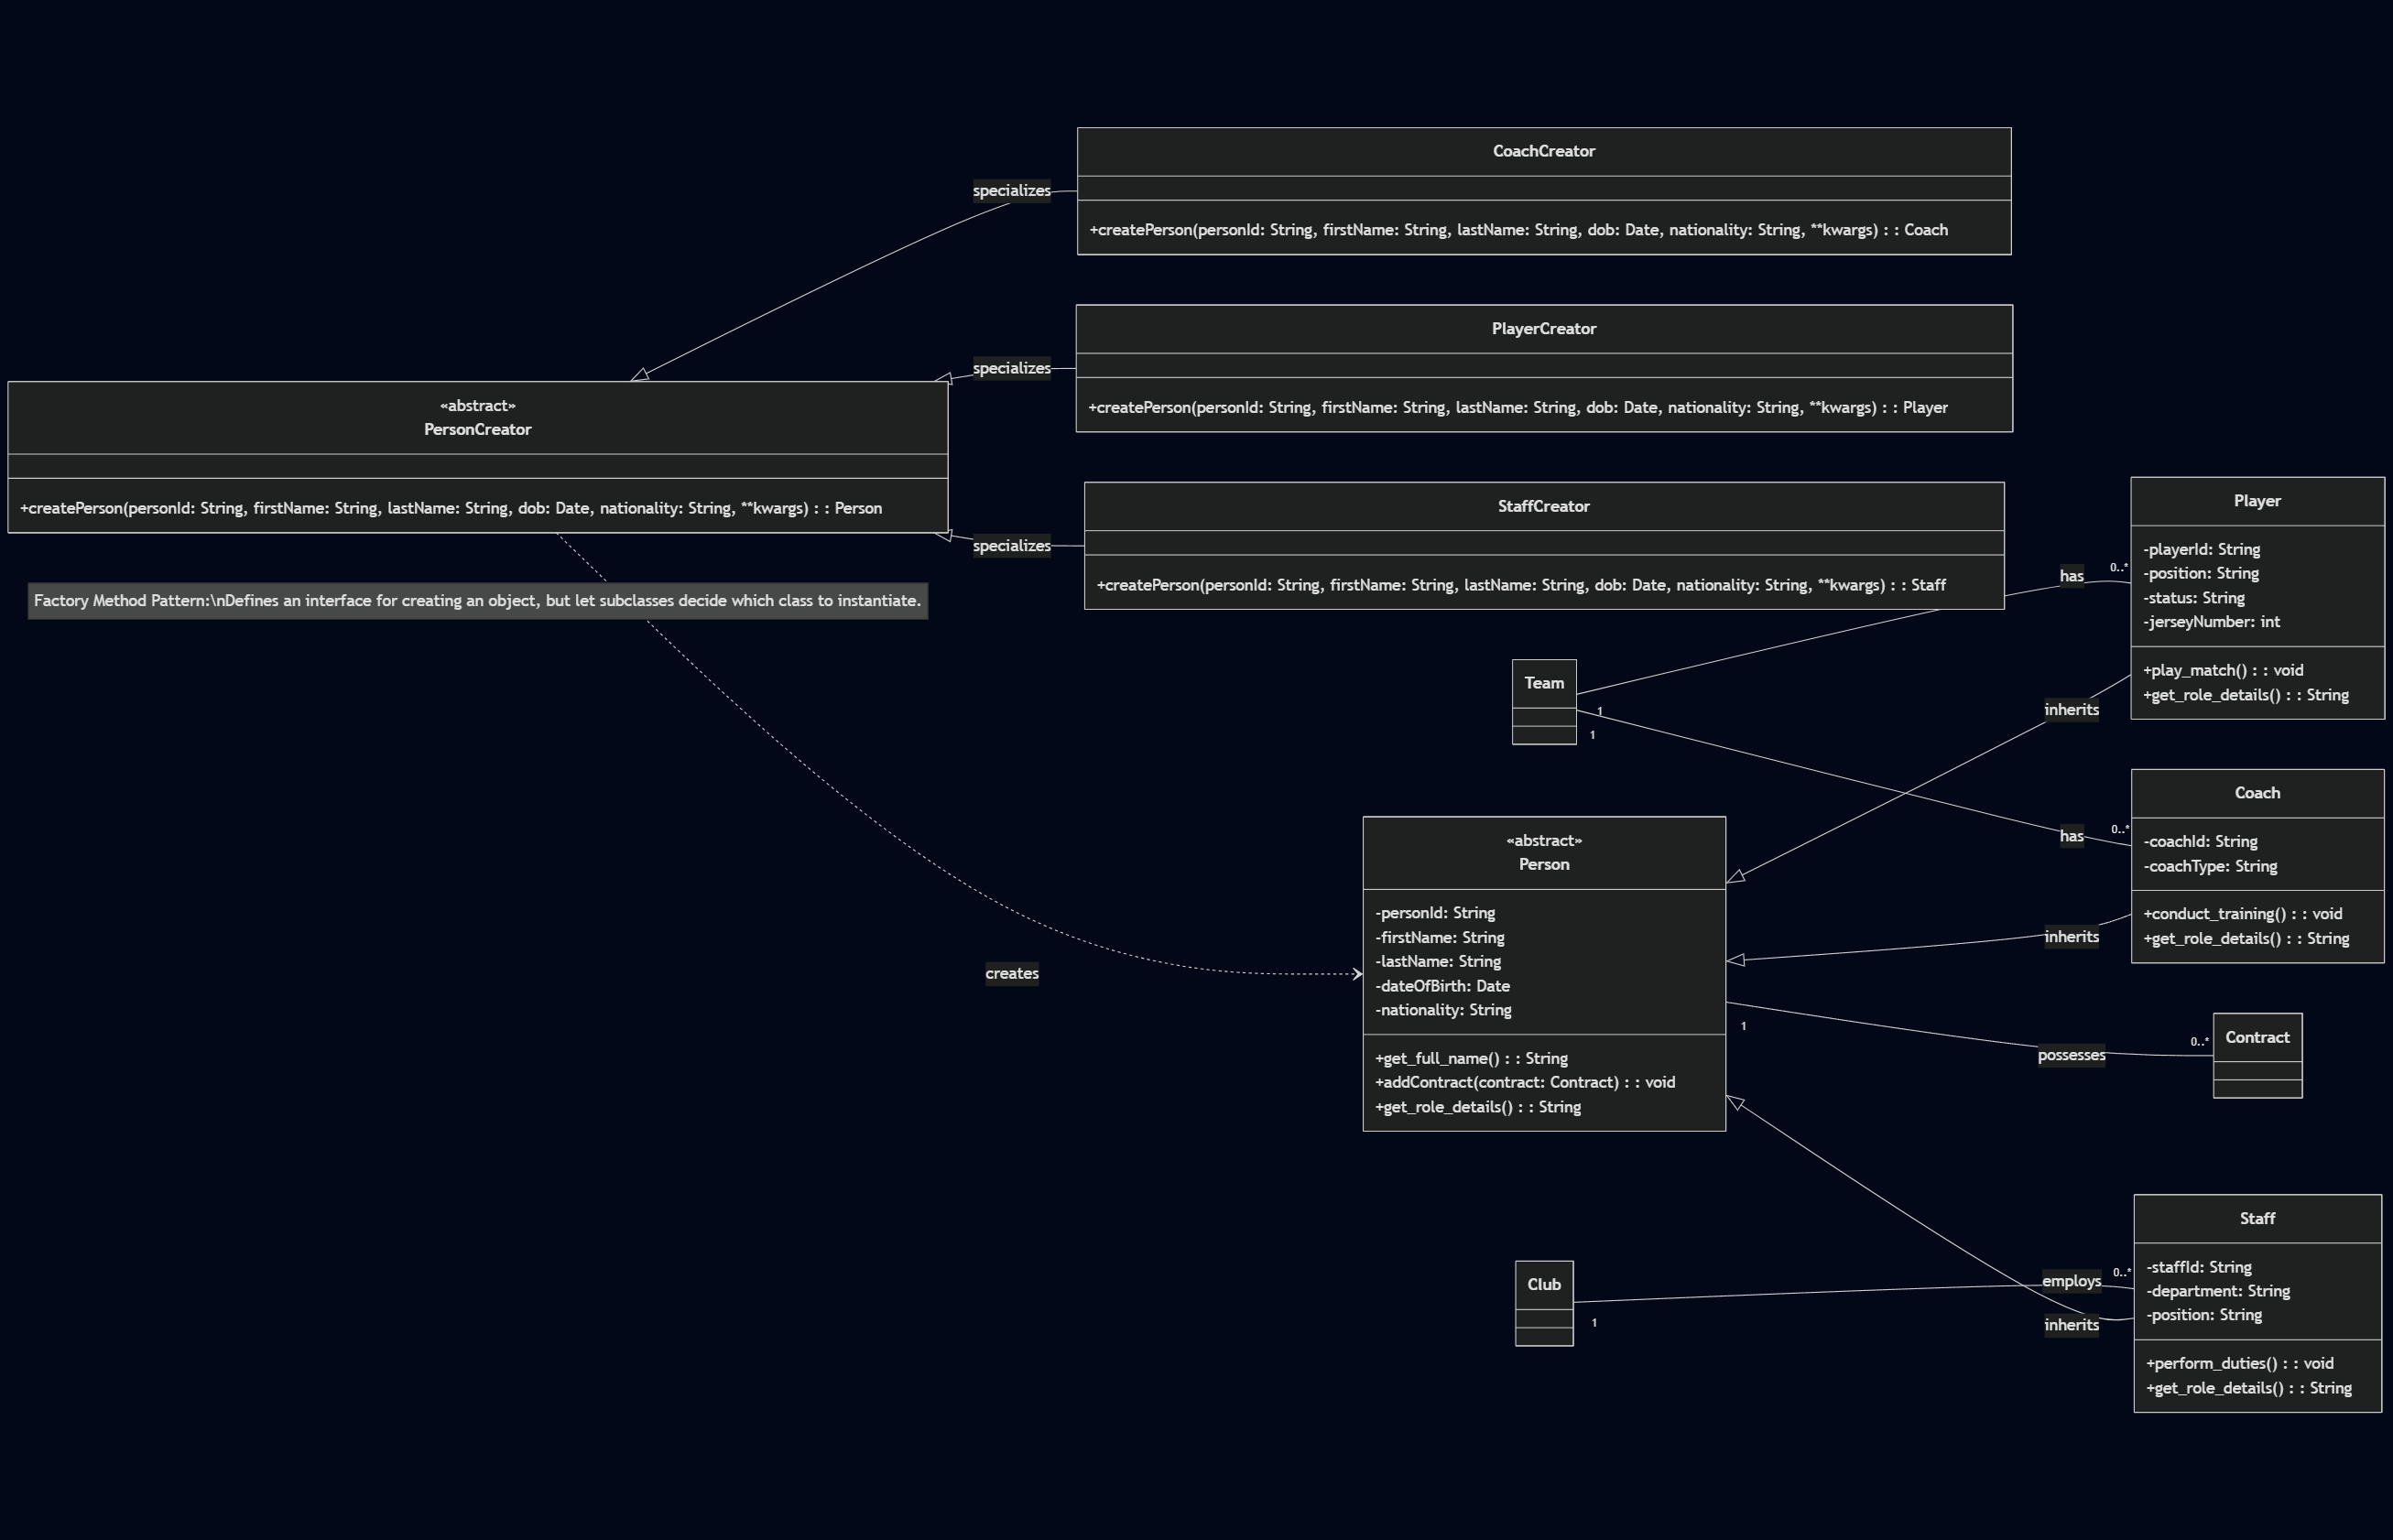 CoachCreator
specializes
+createPerson(personId: String, firstName: String, lastName: String, dob: Date, nationality: String, **kwargs) : : Coach
PlayerCreator
specializes
+createPerson(personId: String, firstName: String, lastName: String, dob: Date, nationality: String, **kwargs) : : Player
«abstract»
PersonCreator
+createPerson(personId: String, firstName: String, lastName: String, dob: Date, nationality: String, **kwargs) : : Person
StaffCreator
specializes
+createPerson(personId: String, firstName: String, lastName: String, dob: Date, nationality: String, **kwargs) : : Staff
Factory Method Pattern:\nDefines an interface for creating an object, but let subclasses decide which class to instantiate.
Player
-playerId: String
-position: String
-status: String
-jerseyNumber: int
+play_match() : : void
+get_role_details() : : String
has
0..*
Team
1
1
inherits
Coach
-coachId: String
-coachType: String
+conduct_training() : : void
+get_role_details() : : String
has
0..*
inherits
«abstract»
Person
-personId: String
-firstName: String
-lastName: String
-dateOfBirth: Date
-nationality: String
+get_full_name() : : String
+addContract(contract: Contract) : : void
+get_role_details() : : String
creates
1
possesses
0..*
Contract
Staff
-staffId: String
-department: String
-position: String
+perform_duties() : : void
+get_role_details() : : String
Club
1
employs
0..*
inherits